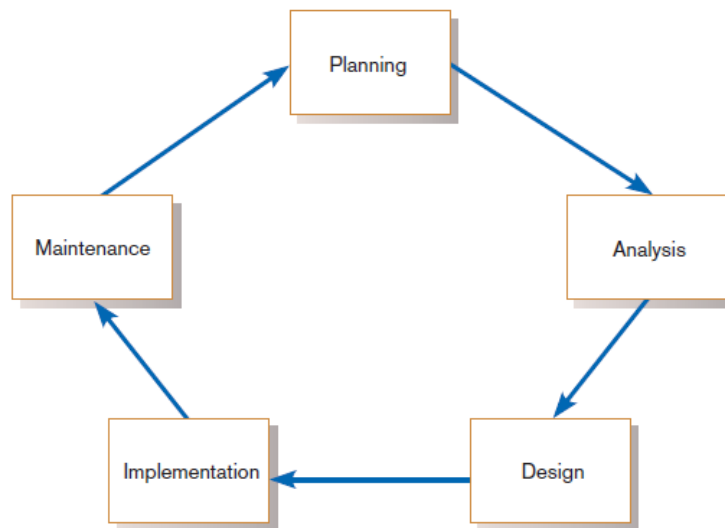 Planning
Analysis
Design
Implementation
Maintenance